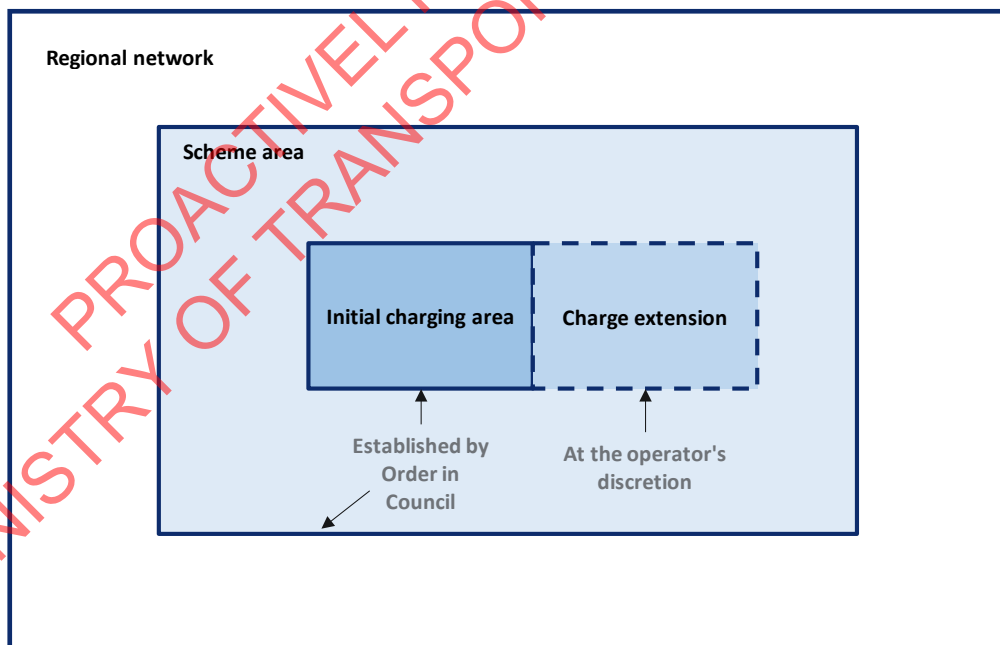 Regional network
Scheme area
Initial charging area
Charge extension
Established by
Order in
Council
At the operator's
discretion
PROACTIVEL
MINISTRY OF TRANSPOR